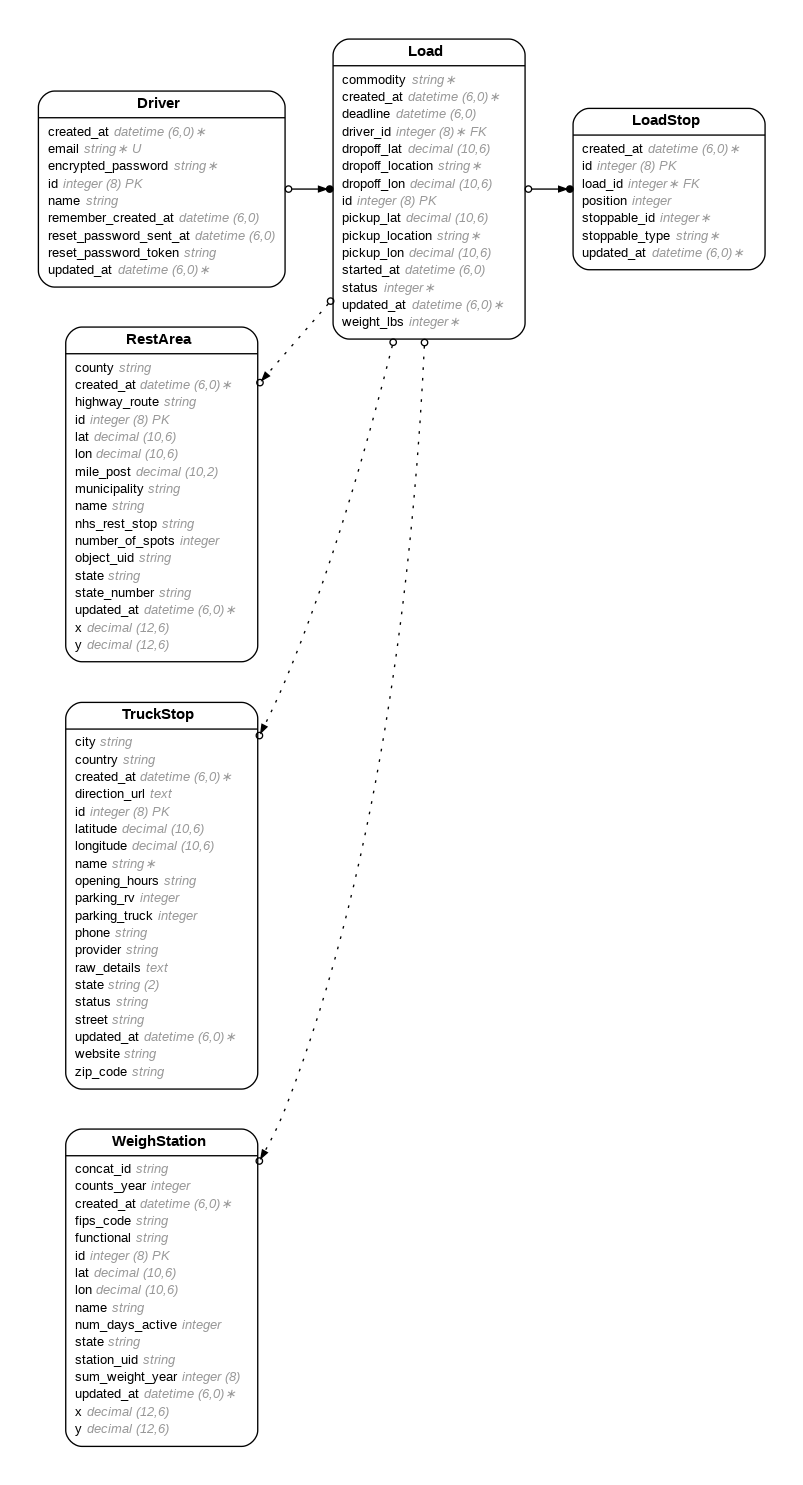 Driver
created_at datetime (6,0)∗
email string∗ U
encrypted_password string∗
id integer (8) PK
name string
remember_created_at datetime (6,0)
reset_password_sent_at datetime (6,0)
reset_password_token string
updated_at datetime (6,0)∗
Load
commodity string∗
created_at datetime (6,0)∗
deadline datetime (6,0)
driver_id integer (8)∗ FK
dropoff_lat decimal (10,6)
dropoff_location string∗
dropoff_lon decimal (10,6)
id integer (8) PK
pickup_lat decimal (10,6)
pickup_location string∗
pickup_lon decimal (10,6)
started_at datetime (6,0)
status integer∗
updated_at datetime (6,0)∗
weight_lbs integer∗
LoadStop
created_at datetime (6,0)∗
id integer (8) PK
load_id integer∗ FK
position integer
stoppable_id integer∗
stoppable_type string∗
updated_at datetime (6,0)∗
RestArea
county string
created_at datetime (6,0)∗
highway_route string
id integer (8) PK
lat decimal (10,6)
lon decimal (10,6)
mile_post decimal (10,2)
municipality string
name string
nhs_rest_stop string
number_of_spots integer
object_uid string
state string
state_number string
updated_at datetime (6,0)∗
x decimal (12,6)
y decimal (12,6)
TruckStop
city string
country string
created_at datetime (6,0)∗
direction_url text
id integer (8) PK
latitude decimal (10,6)
longitude decimal (10,6)
name string∗
opening_hours string
parking_rv integer
parking_truck integer
phone string
provider string
raw_details text
state string (2)
status string
street string
updated_at datetime (6,0)∗
website string
zip_code string
WeighStation
concat_id string
counts_year integer
created_at datetime (6,0)∗
fips_code string
functional string
id integer (8) PK
lat decimal (10,6)
lon decimal (10,6)
name string
num_days_active integer
state string
station_uid string
sum_weight_year integer (8)
updated_at datetime (6,0)∗
x decimal (12,6)
y decimal (12,6)